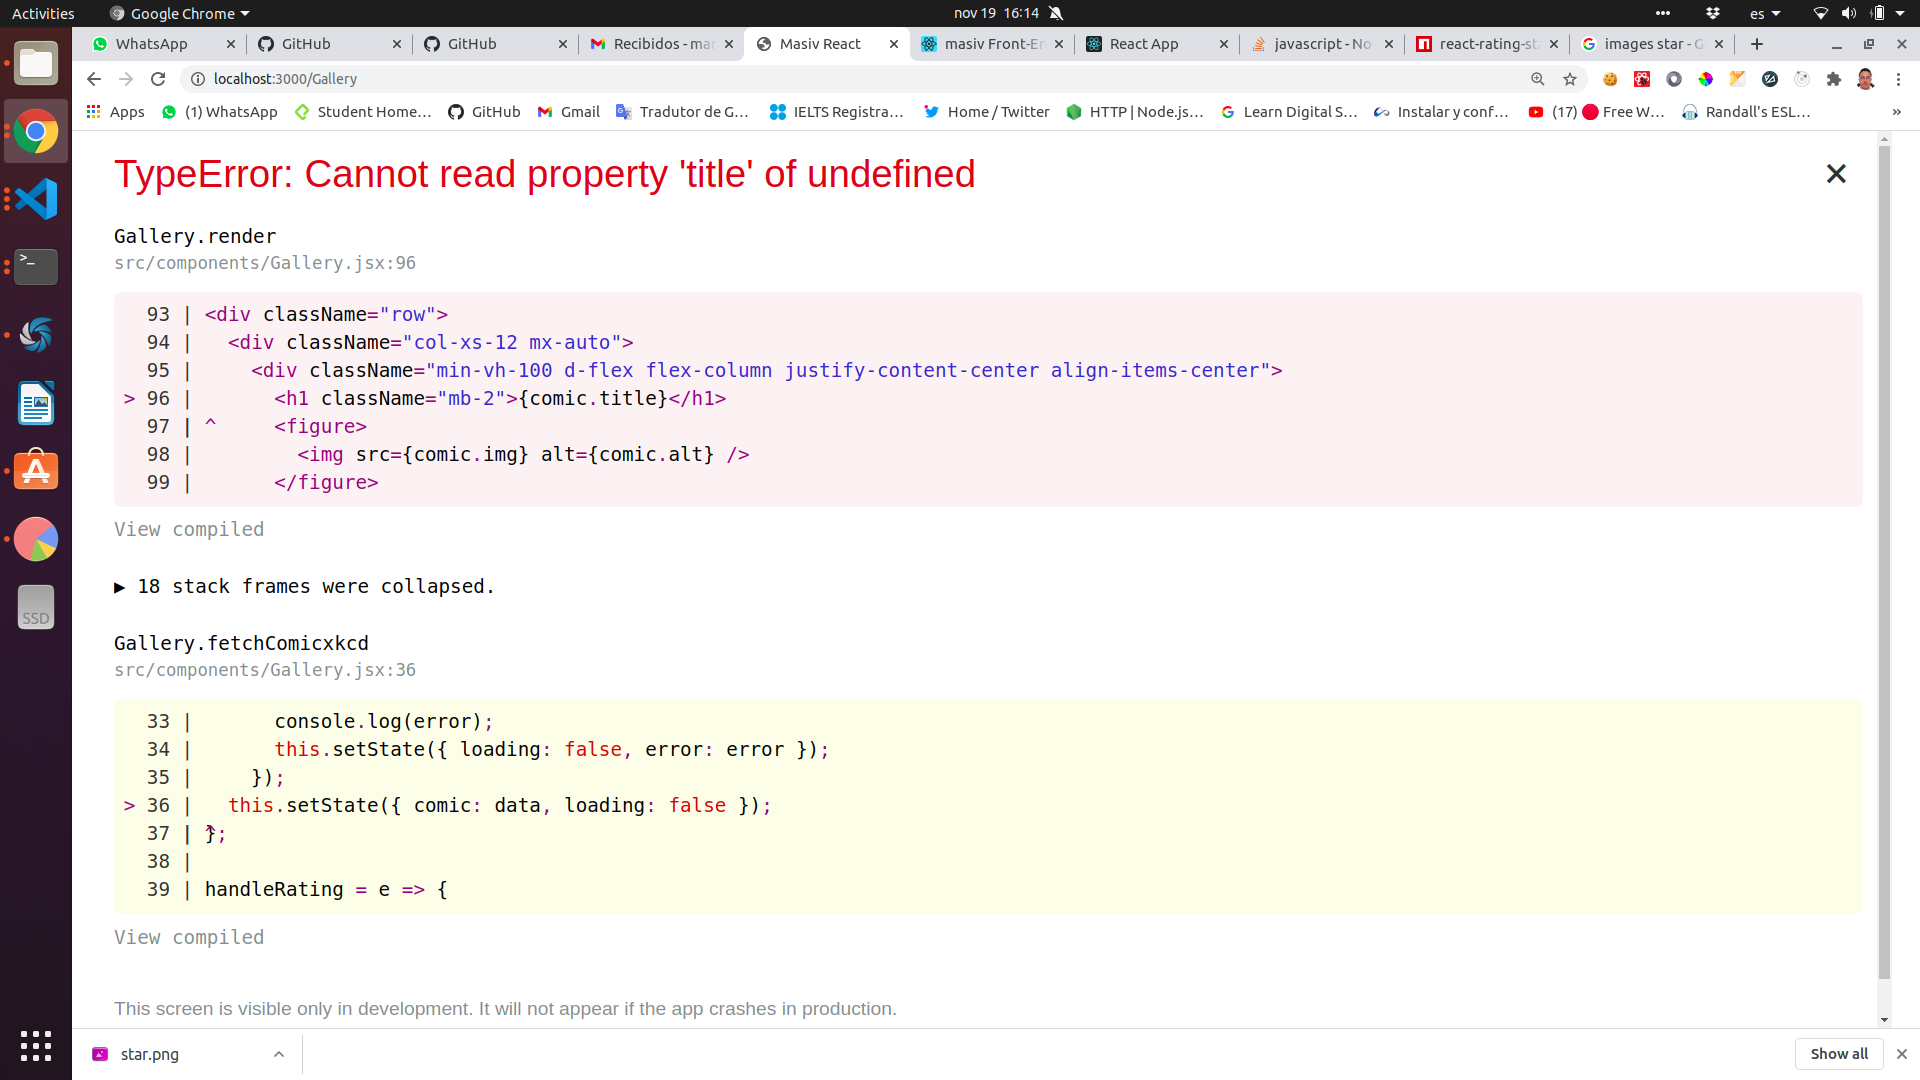 Activities
Google Chrome
nov 19 16:14
es
WhatsApp
GitHub
GitHub
Recibidos - mar
Masiv React
masiv Front-En
React App
javascript - No
react-rating-st
images star - G
localhost:3000/Gallery
Apps
(1) WhatsApp
Student Home...
GitHub
Gmail
Tradutor de G...
IELTS Registra...
Home / Twitter
HTTP | Node.js...
Learn Digital S...
Instalar y conf...
(17) 🔴 Free W...
Randall's ESL...
»
TypeError: Cannot read property 'title' of undefined
Gallery.render
src/components/Gallery.jsx:96
93 | <div className="row">
94 |   <div className="col-xs-12 mx-auto">
95 |     <div className="min-vh-100 d-flex flex-column justify-content-center align-items-center">
> 96 |       <h1 className="mb-2">{comic.title}</h1>
97 | ^     <figure>
98 |         <img src={comic.img} alt={comic.alt} />
99 |       </figure>
View compiled
▶ 18 stack frames were collapsed.
Gallery.fetchComicxkcd
src/components/Gallery.jsx:36
33 |       console.log(error);
34 |       this.setState({ loading: false, error: error });
35 |     });
> 36 |   this.setState({ comic: data, loading: false });
37 | ^};
38 |
39 | handleRating = e => {
View compiled
This screen is visible only in development. It will not appear if the app crashes in production.
SSD
star.png
Show all